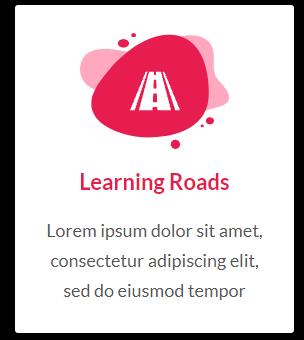 Learning Roads
Lorem ipsum dolor sit amet,
consectetur adipiscing elit,
sed do eiusmod tempor